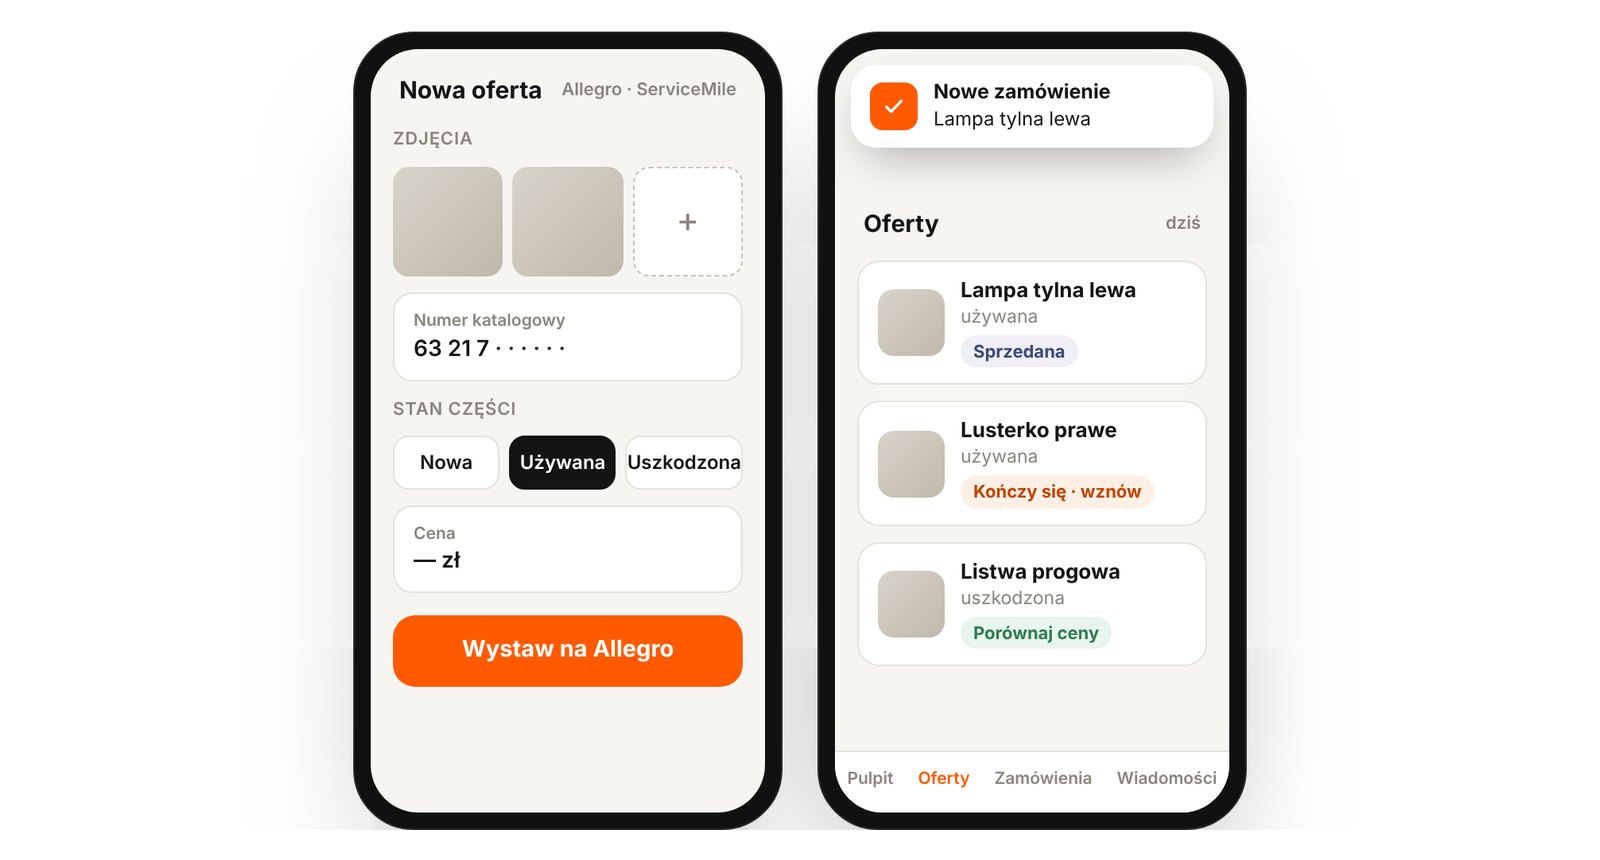 Nowa oferta
Allegro · ServiceMile
ZDJĘCIA
+
Numer katalogowy
63 217 · · · · · ·
STAN CZĘŚCI
Nowa
Używana
Uszkodzona
Cena
— zł
Wystaw na Allegro
Nowe zamówienie
Lampa tylna lewa
Oferty
dziś
Lampa tylna lewa
używana
Sprzedana
Lusterko prawe
używana
Kończy się · wznów
Listwa progowa
uszkodzona
Porównaj ceny
Pulpit
Oferty
Zamówienia
Wiadomości